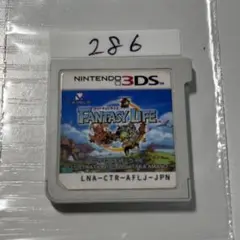 286
NINTENDO 3DS
FANTASY LIFE
LNA-CTR-AFLJ-JPN